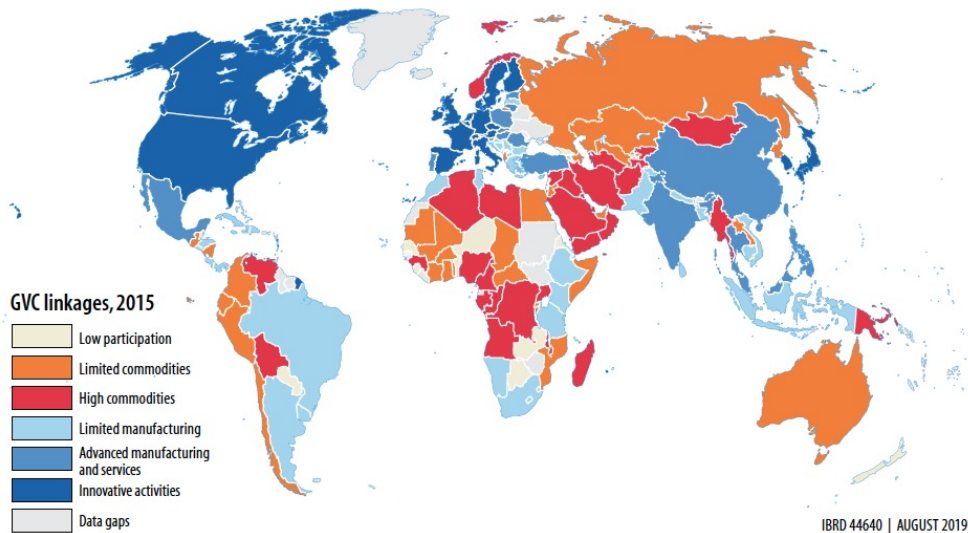 GVC linkages, 2015
Low participation
Limited commodities
High commodities
Limited manufacturing
Advanced manufacturing
and services
Innovative activities
Data gaps
IBRD 44640 | AUGUST 2019